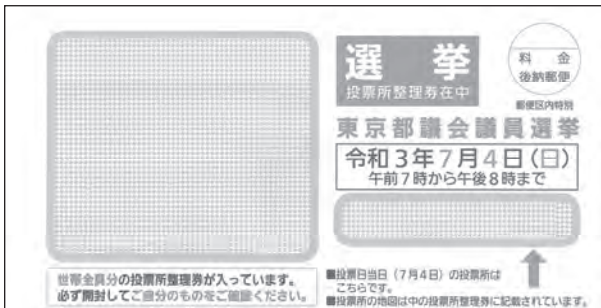 選挙
投票所整理券在中
料金
後納郵便
郵便区内特別
東京都議会議員選挙
令和3年7月4日(日)
午前7時から午後8時まで
世帯全員分の投票所整理券が入っています。
必ず開封してご自分のものをご確認ください。
■投票日当日(7月4日)の投票所は
こちらです。
■投票所の地図は中の投票所整理券に記載されています。